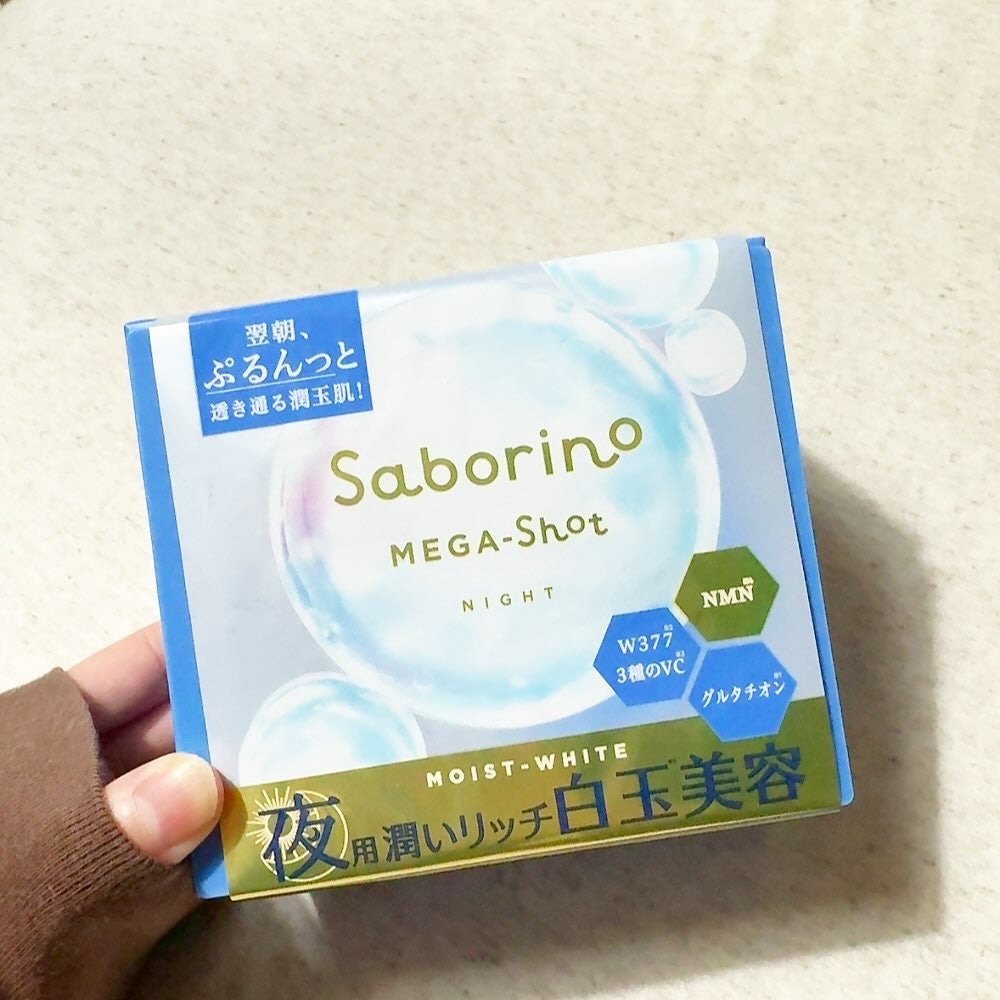 翌朝、
ぷるんっと
透き通る潤玉肌!
Saborino
MEGA-Shot
NIGHT
NMN
W377
3種のVC
グルタチオン
MOIST-WHITE
夜用潤いリッチ白玉美容